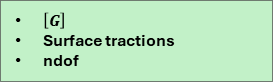 • [G]
• Surface tractions
• ndof